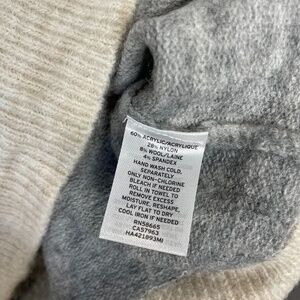 60% ACRYLIC/ACRYLIQUE
28% NYLON
8% WOOL/LAINE
4% SPANDEX
HAND WASH COLD,
SEPARATELY
ONLY NON-CHLORINE
BLEACH IF NEEDED
ROLL IN TOWEL TO
REMOVE EXCESS
MOISTURE, RESHAPE,
LAY FLAT TO DRY
COOL IRON IF NEEDED
RN58665
CA57963
HA421893MI